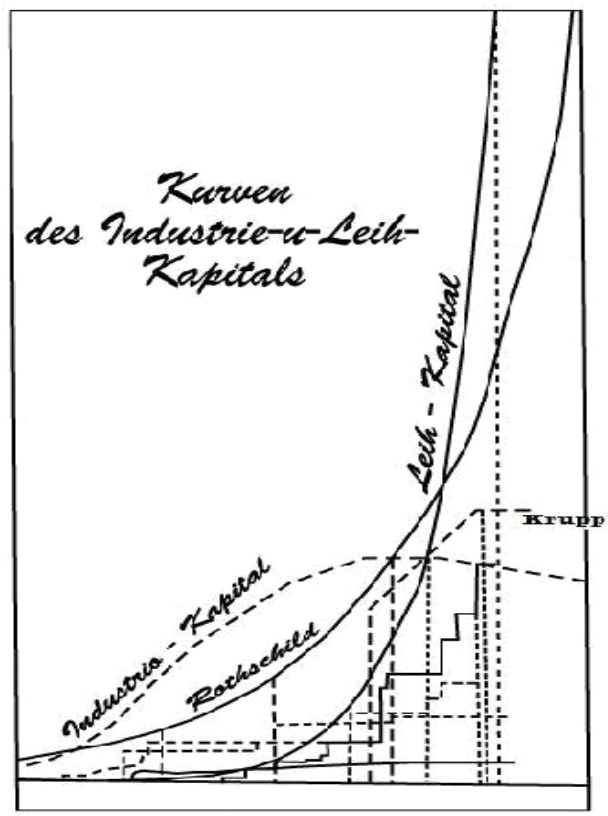 Kurven
des Industrie-u-Leih-
Kapitals
Leih - Kapital
Krupp
Industrie - Kapital
Rothschild